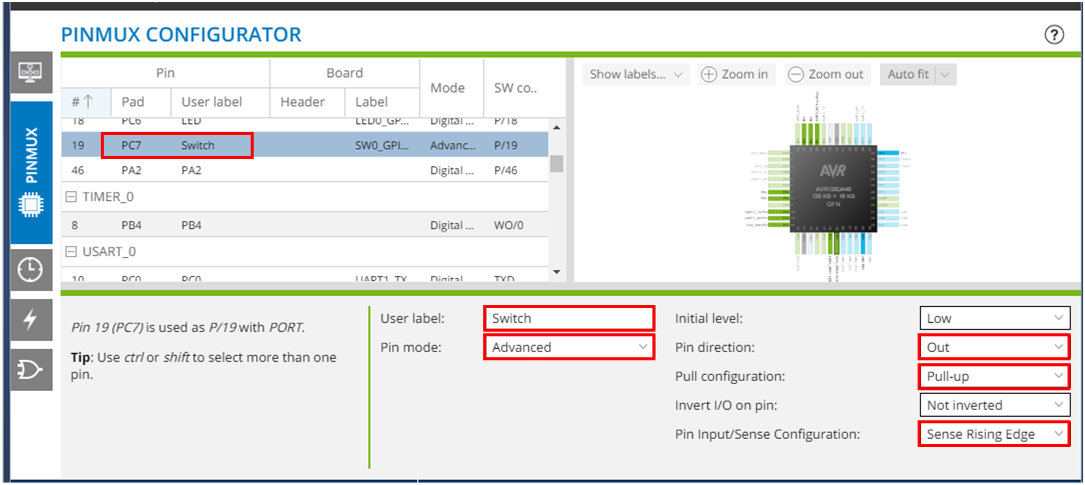 PINMUX CONFIGURATOR
?
PINMUX
Pin Board Mode SW co..
# Pad User label Header Label
18 PC6 LED LED0_GP... Digital ... P/18
19 PC7 Switch SW0_GPI... Advanc... P/19
46 PA2 PA2 Digital ... P/46
TIMER_0
8 PB4 PB4 Digital ... WO/0
USART_0
10 PC0 PC0 UART1_TX Digital TXD
Show labels... Zoom in Zoom out Auto fit
AVR
AVR128DA48
128 KB + 16 KB
QFN
Pin 19 (PC7) is used as P/19 with PORT.
Tip: Use ctrl or shift to select more than one
pin.
User label: Switch
Pin mode: Advanced
Initial level: Low
Pin direction: Out
Pull configuration: Pull-up
Invert I/O on pin: Not inverted
Pin Input/Sense Configuration: Sense Rising Edge